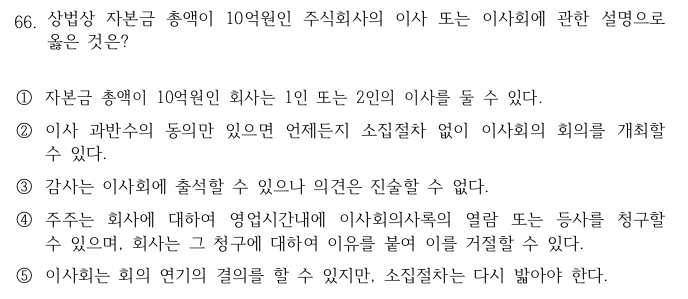 66. 상법상 자본금 총액이 10억원인 주식회사의 이사 또는 이사회에 관한 설명으로
옳은 것은?
① 자본금 총액이 10억원인 회사는 1인 또는 2인의 이사를 둘 수 있다.
② 이사 과반수의 동의만 있으면 언제든지 소집절차 없이 이사회의 회의를 개최할
수 있다.
③ 감사는 이사회에 출석할 수 있으나 의견은 진술할 수 없다.
④ 주주는 회사에 대하여 영업시간내에 이사회의사록의 열람 또는 등사를 청구할
수 있으며, 회사는 그 청구에 대하여 이유를 붙여 이를 거절할 수 있다.
⑤ 이사회는 회의 연기의 결의를 할 수 있지만, 소집절차는 다시 밟아야 한다.